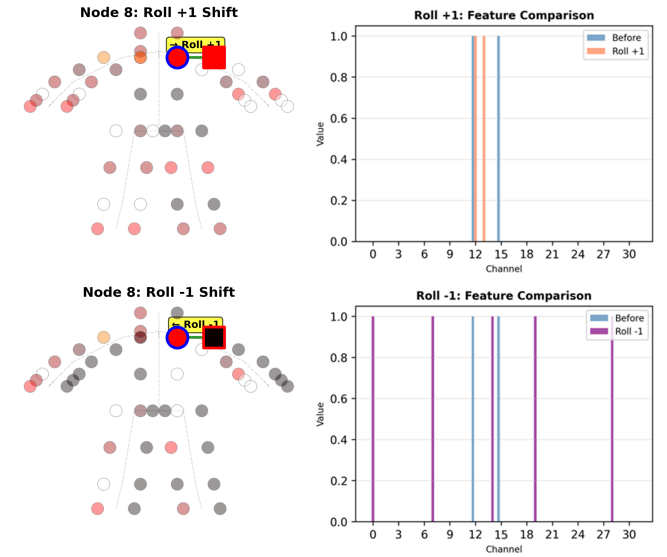 Node 8: Roll +1 Shift
→ Roll +1
Roll +1: Feature Comparison
Before
Roll +1
1.0
0.8
0.6
0.4
0.2
0.0
Value
0 3 6 9 12 15 18 21 24 27 30
Channel
Node 8: Roll -1 Shift
← Roll -1
Roll -1: Feature Comparison
Before
Roll -1
1.0
0.8
0.6
0.4
0.2
0.0
Value
0 3 6 9 12 15 18 21 24 27 30
Channel